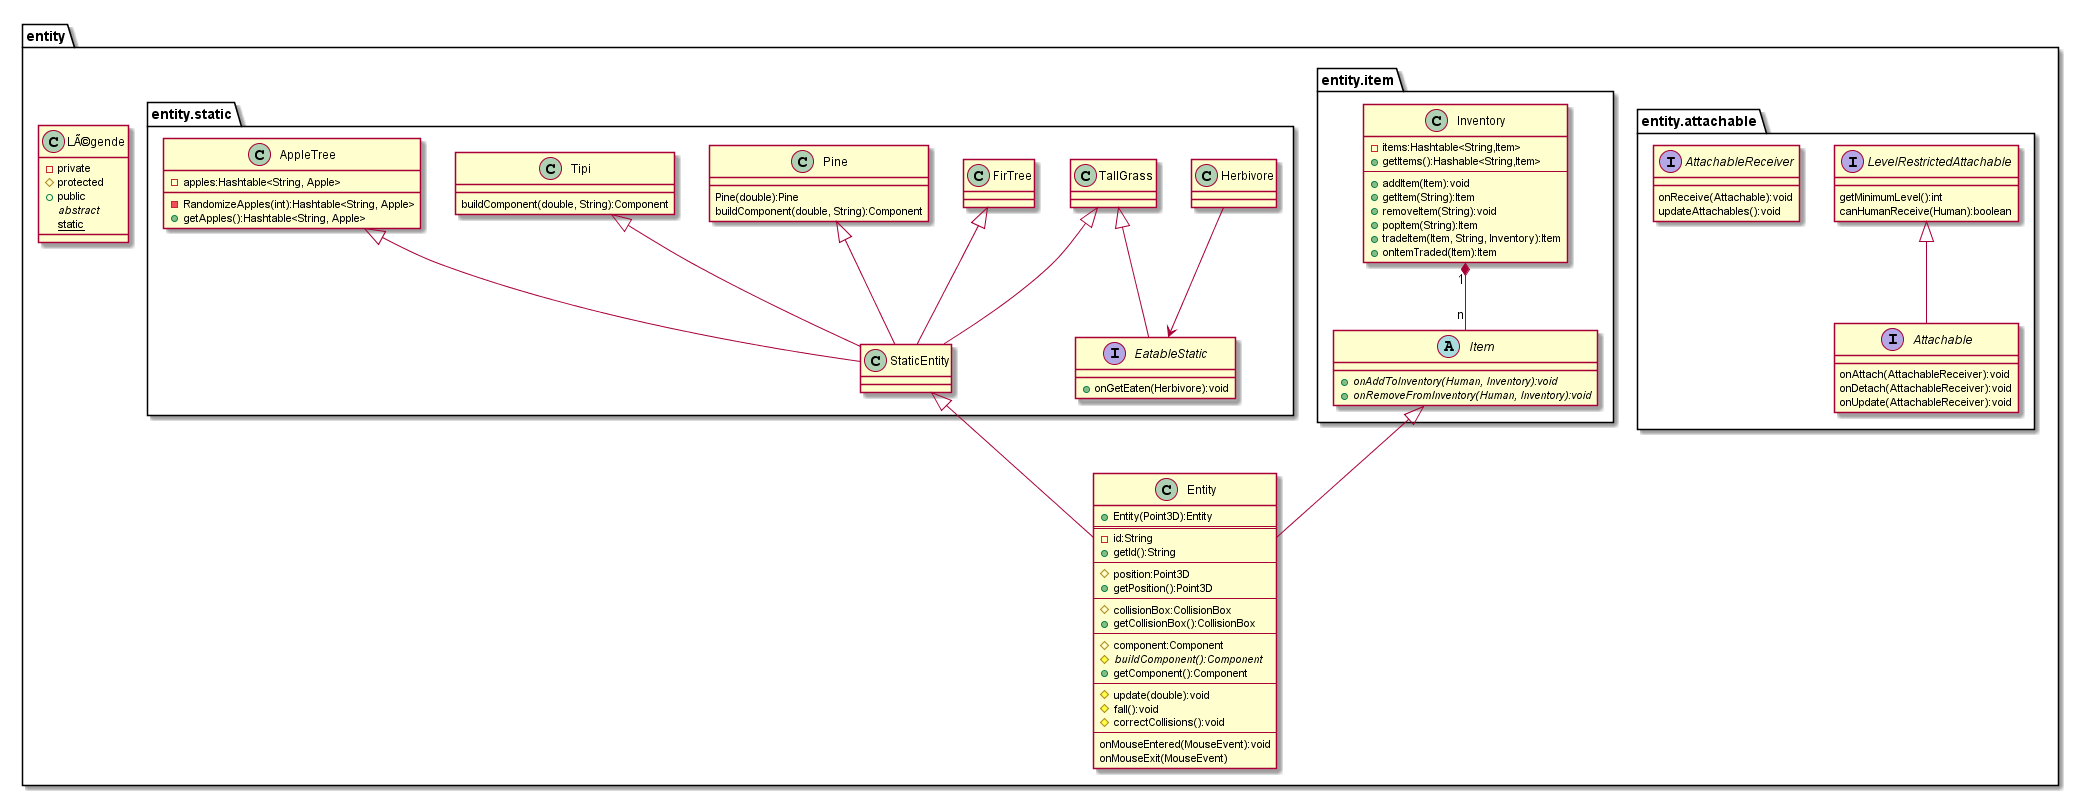 entity
C LÃ©gende
private
protected
public
abstract
static
entity.static
C AppleTree
apples:Hashtable<String, Apple>
RandomizeApples(int):Hashtable<String, Apple>
getApples():Hashtable<String, Apple>
C Tipi
buildComponent(double, String):Component
C Pine
Pine(double):Pine
buildComponent(double, String):Component
C FirTree
C TallGrass
C Herbivore
C StaticEntity
I EatableStatic
onGetEaten(Herbivore):void
entity.item
C Inventory
items:Hashtable<String,Item>
getItems():Hashable<String,Item>
addItem(Item):void
getItem(String):Item
removeItem(String):void
popItem(String):Item
tradeItem(Item, String, Inventory):Item
onItemTraded(Item):Item
1
n
A Item
onAddToInventory(Human, Inventory):void
onRemoveFromInventory(Human, Inventory):void
entity.attachable
I AttachableReceiver
onReceive(Attachable):void
updateAttachables():void
I LevelRestrictedAttachable
getMinimumLevel():int
canHumanReceive(Human):boolean
I Attachable
onAttach(AttachableReceiver):void
onDetach(AttachableReceiver):void
onUpdate(AttachableReceiver):void
C Entity
Entity(Point3D):Entity
id:String
getId():String
position:Point3D
getPosition():Point3D
collisionBox:CollisionBox
getCollisionBox():CollisionBox
component:Component
buildComponent():Component
getComponent():Component
update(double):void
fall():void
correctCollisions():void
onMouseEntered(MouseEvent):void
onMouseExit(MouseEvent)